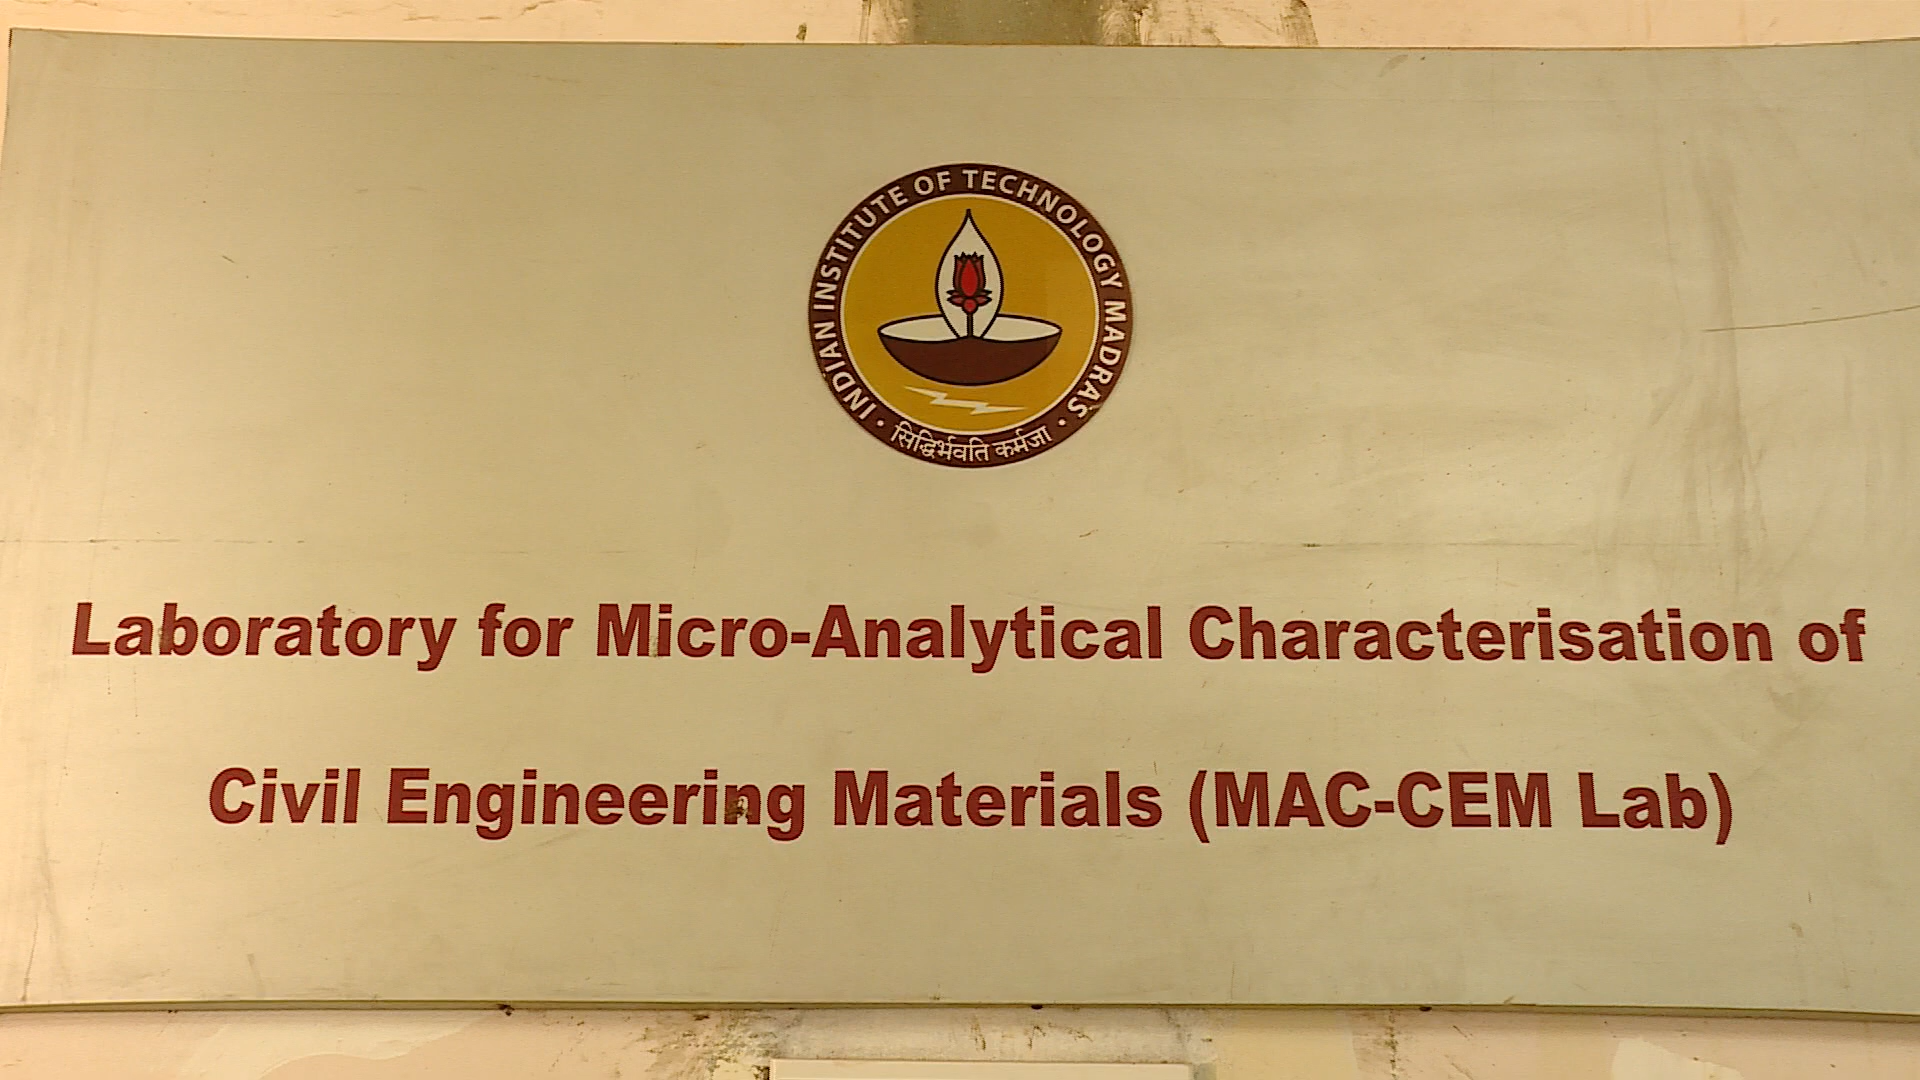 INDIAN INSTITUTE OF TECHNOLOGY MADRAS
सिद्धिर्भवति कर्मजा
Laboratory for Micro-Analytical Characterisation of
Civil Engineering Materials (MAC-CEM Lab)